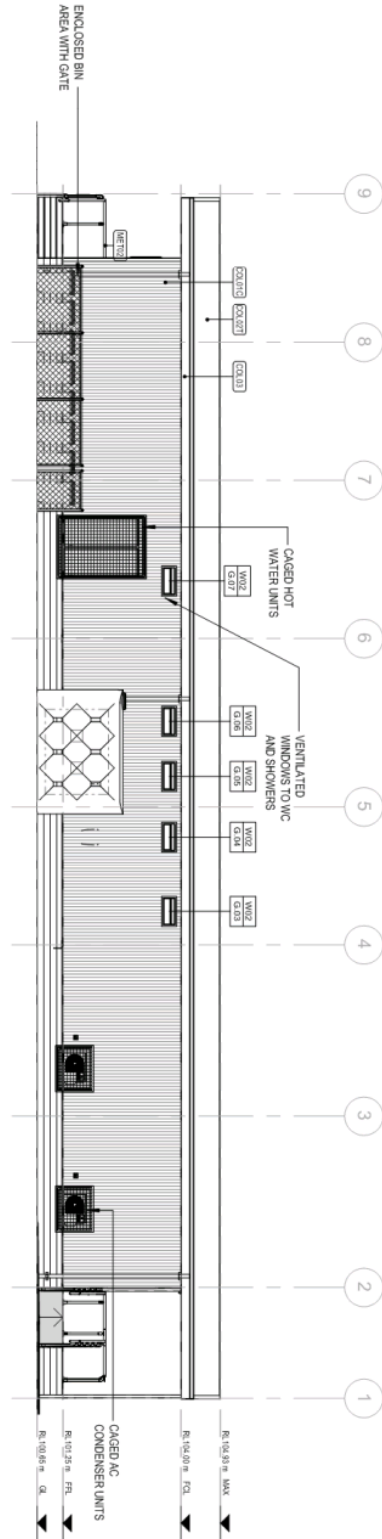 9
8
7
6
5
4
3
2
1
ENCLOSED BIN
AREA WITH GATE
MET02
COL01C
COL02T
COL03
CAGED HOT
WATER UNITS
W02
G.07
VENTILATED
WINDOWS TO WC
AND SHOWERS
W02
G.06
W02
G.05
W02
G.04
W02
G.03
CAGED AC
CONDENSER UNITS
RL104.93 m MAX
RL104.00 m FCL
RL101.25 m FFL
RL100.65 m GL